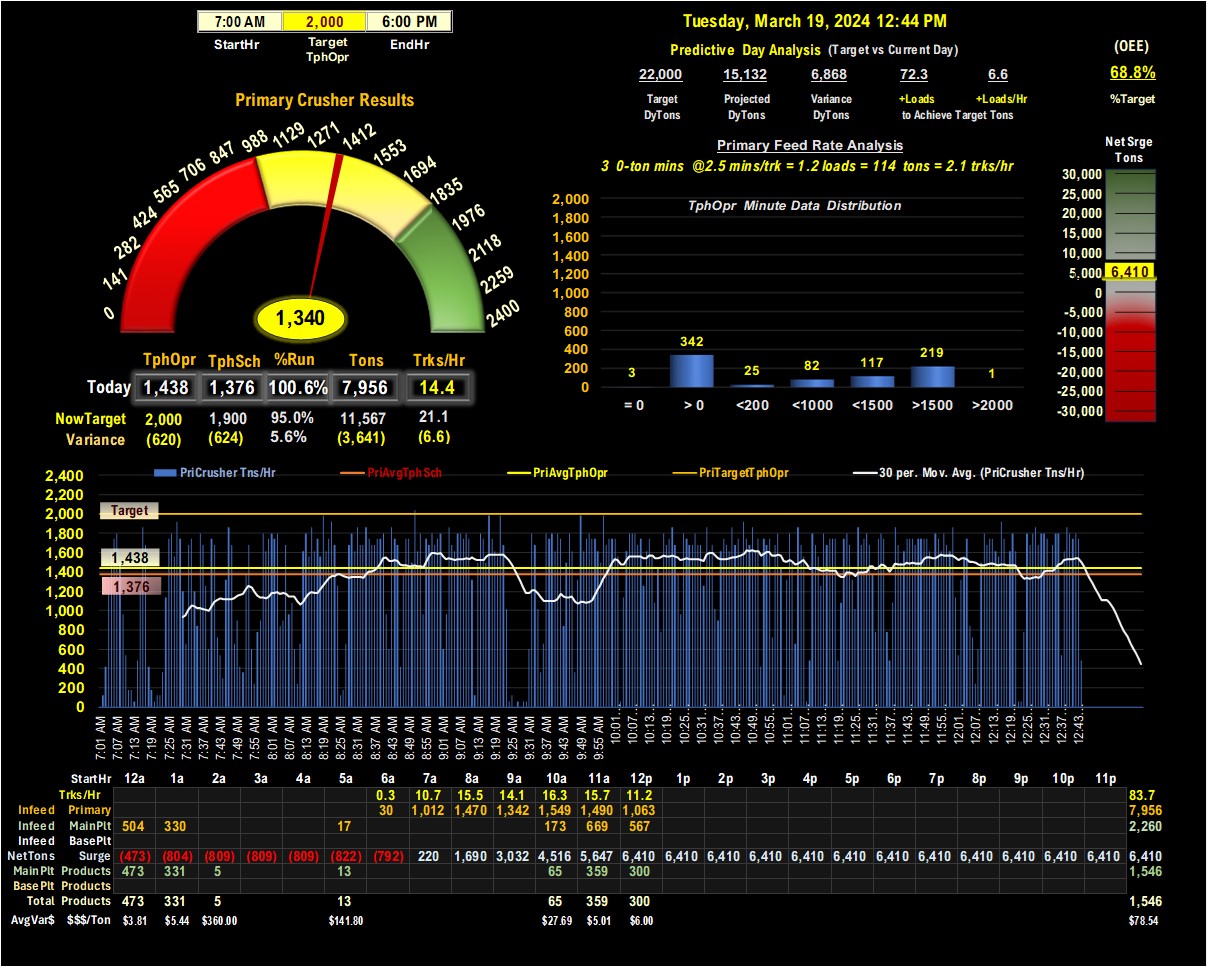 7:00 AM 2,000 6:00 PM
StartHr Target TphOpr EndHr
Tuesday, March 19, 2024 12:44 PM
Predictive Day Analysis (Target vs Current Day)
(OEE)
22,000 15,132 6,868 72.3 6.6
68.8%
Target DyTons Projected DyTons Variance DyTons +Loads +Loads/Hr
to Achieve Target Tons
%Target
Primary Crusher Results
0 141 282 424 565 706 847 988 1129 1271 1412 1553 1694 1835 1976 2118 2259 2400
1,340
Primary Feed Rate Analysis
3 0-ton mins @2.5 mins/trk = 1.2 loads = 114 tons = 2.1 trks/hr
TphOpr Minute Data Distribution
2,000
1,800
1,600
1,400
1,200
1,000
800
600
400
200
0
3 342 25 82 117 219 1
= 0 > 0 <200 <1000 <1500 >1500 >2000
Net Srge
Tons
30,000
25,000
20,000
15,000
10,000
5,000 6,410
0
-5,000
-10,000
-15,000
-20,000
-25,000
-30,000
TphOpr TphSch %Run Tons Trks/Hr
Today 1,438 1,376 100.6% 7,956 14.4
NowTarget 2,000 1,900 95.0% 11,567 21.1
Variance (620) (624) 5.6% (3,641) (6.6)
PriCrusher Tns/Hr PriAvgTphSch PriAvgTphOpr PriTargetTphOpr 30 per. Mov. Avg. (PriCrusher Tns/Hr)
2,400
2,200
2,000
1,800
1,600
1,400
1,200
1,000
800
600
400
200
0
Target
1,438
1,376
7:01 AM 7:07 AM 7:13 AM 7:19 AM 7:25 AM 7:31 AM 7:37 AM 7:43 AM 7:49 AM 7:55 AM 8:01 AM 8:07 AM 8:13 AM 8:19 AM 8:25 AM 8:31 AM 8:37 AM 8:43 AM 8:49 AM 8:55 AM 9:01 AM 9:07 AM 9:13 AM 9:19 AM 9:25 AM 9:31 AM 9:37 AM 9:43 AM 9:49 AM 9:55 AM 10:01... 10:07... 10:13... 10:19... 10:25... 10:31... 10:37... 10:43... 10:49... 10:55... 11:01... 11:07... 11:13... 11:19... 11:25... 11:31... 11:37... 11:43... 11:49... 11:55... 12:01... 12:07... 12:13... 12:19... 12:25... 12:31... 12:37... 12:43...
StartHr 12a 1a 2a 3a 4a 5a 6a 7a 8a 9a 10a 11a 12p 1p 2p 3p 4p 5p 6p 7p 8p 9p 10p 11p
Trks/Hr 0.3 10.7 15.5 14.1 16.3 15.7 11.2 83.7
Infeed Primary 30 1,012 1,470 1,342 1,549 1,490 1,063 7,956
Infeed MainPlt 504 330 17 173 669 567 2,260
Infeed BasePlt
NetTons Surge (473) (804) (809) (809) (809) (822) (792) 220 1,690 3,032 4,516 5,647 6,410 6,410 6,410 6,410 6,410 6,410 6,410 6,410 6,410 6,410 6,410 6,410 6,410
MainPlt Products 473 331 5 13 65 359 300 1,546
BasePlt Products
Total Products 473 331 5 13 65 359 300 1,546
AvgVar$ $$$/Ton $3.81 $5.44 $360.00 $141.80 $27.69 $5.01 $6.00 $78.54